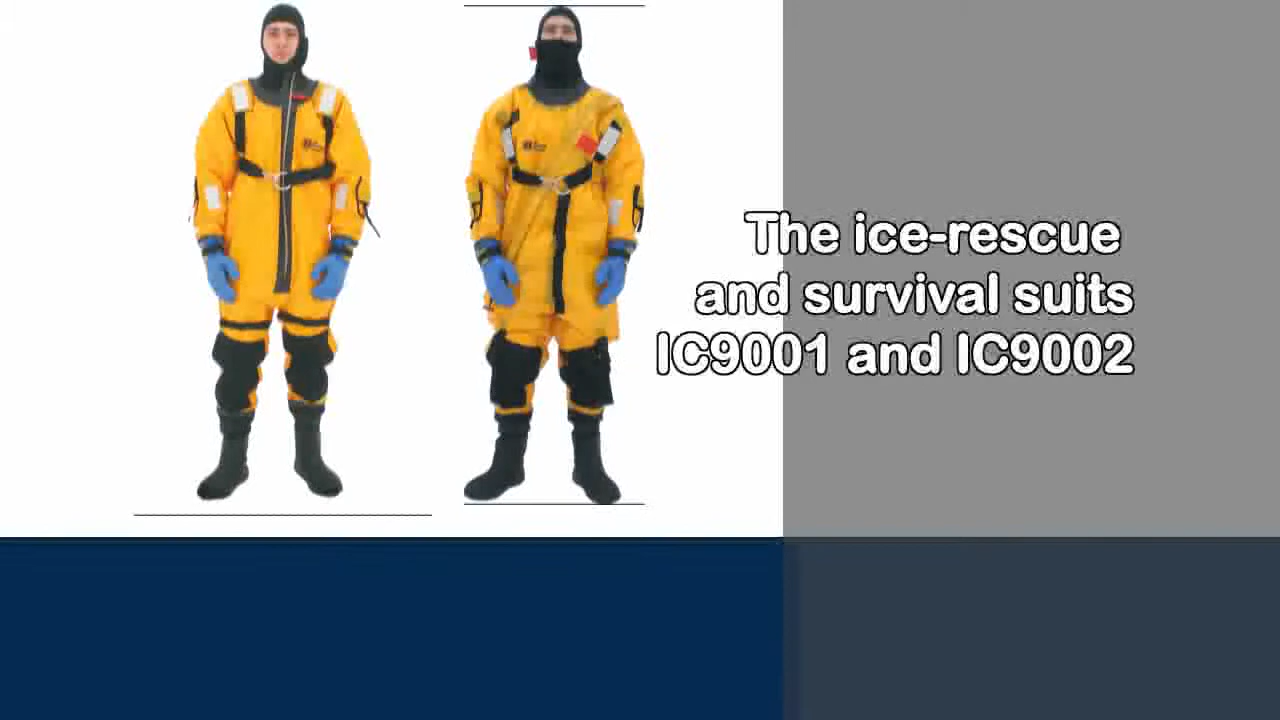 The ice-rescue
and survival suits
IC9001 and IC9002